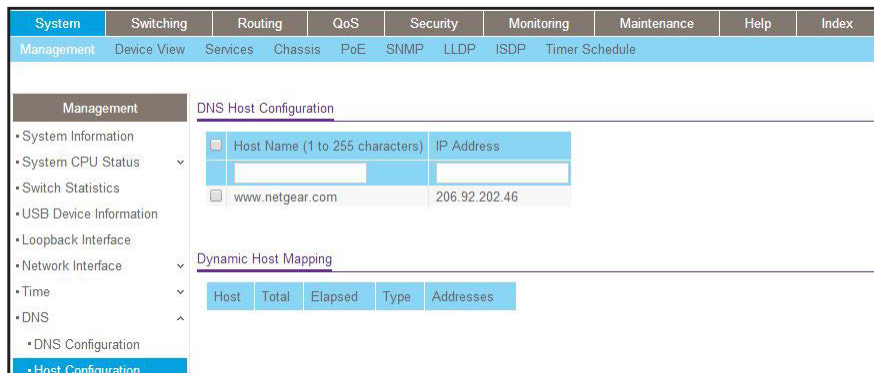 System Switching Routing QoS Security Monitoring Maintenance Help Index
Management Device View Services Chassis PoE SNMP LLDP ISDP Timer Schedule
Management
System Information
System CPU Status
Switch Statistics
USB Device Information
Loopback Interface
Network Interface
Time
DNS
DNS Configuration
Host Configuration
DNS Host Configuration
Host Name (1 to 255 characters) IP Address
www.netgear.com 206.92.202.46
Dynamic Host Mapping
Host Total Elapsed Type Addresses